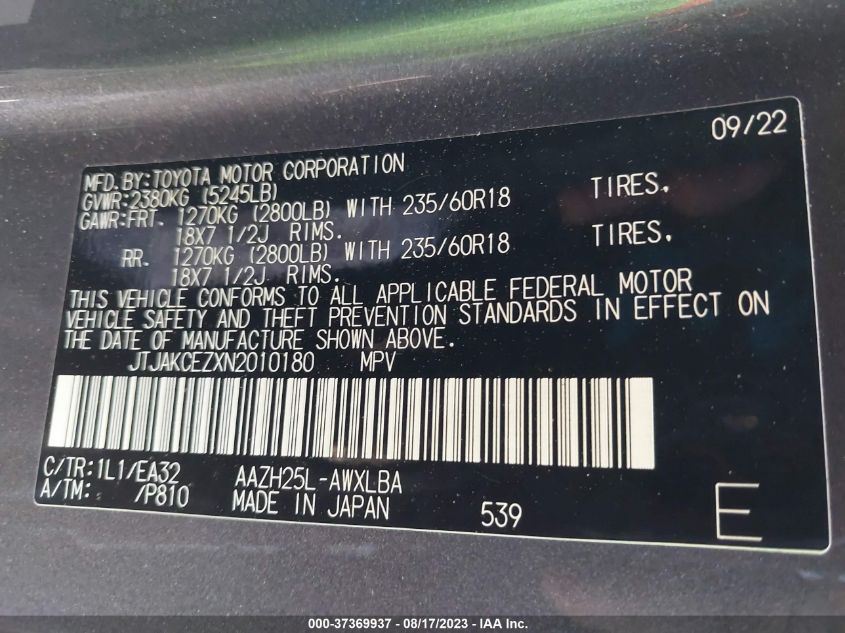 09/22
MFD. BY:TOYOTA MOTOR CORPORATION
GVWR:2380KG (5245LB)
GAWR:FRT. 1270KG (2800LB) WITH 235/60R18 TIRES,
18X7 1/2J RIMS.
RR. 1270KG (2800LB) WITH 235/60R18 TIRES,
18X7 1/2J RIMS.
THIS VEHICLE CONFORMS TO ALL APPLICABLE FEDERAL MOTOR
VEHICLE SAFETY AND THEFT PREVENTION STANDARDS IN EFFECT ON
THE DATE OF MANUFACTURE SHOWN ABOVE.
JTJAKCEZXN2010180 MPV
C/TR:1L1/EA32 AAZH25L-AWXLBA
A/TM: /P810 MADE IN JAPAN 539 E
000-37369937 - 08/17/2023 - IAA Inc.